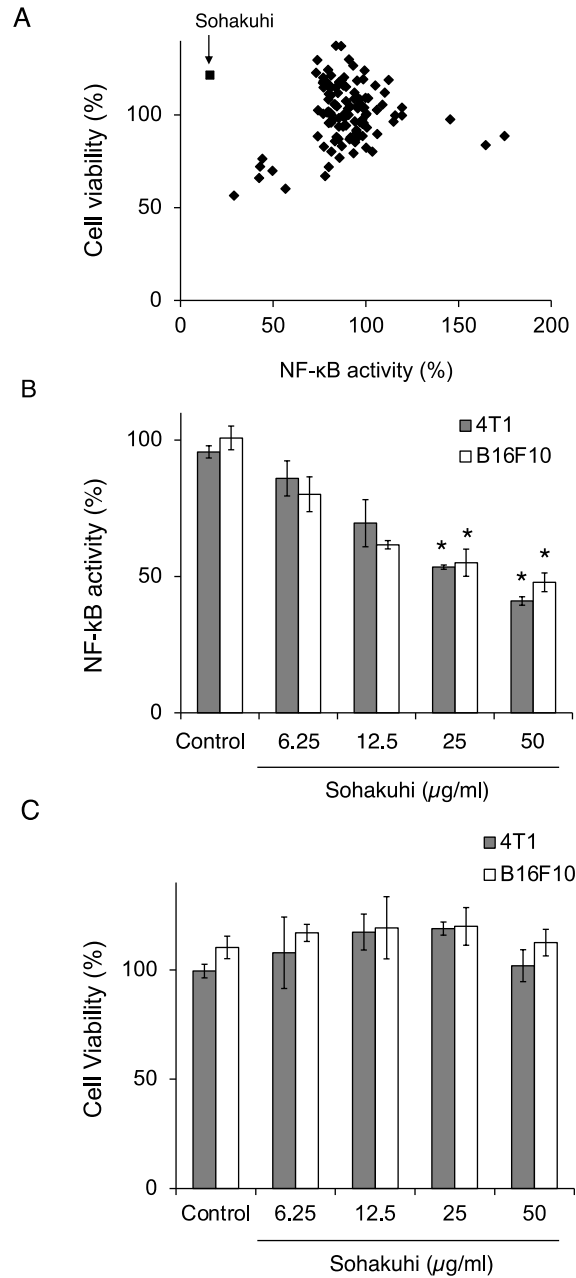 A
Sohakuhi
Cell viability (%)
100
50
0
0 50 100 150 200
NF-κB activity (%)
B
4T1
B16F10
NF-kB activity (%)
100
50
0
* *
* *
Control 6.25 12.5 25 50
Sohakuhi (µg/ml)
C
4T1
B16F10
Cell Viability (%)
100
50
0
Control 6.25 12.5 25 50
Sohakuhi (µg/ml)